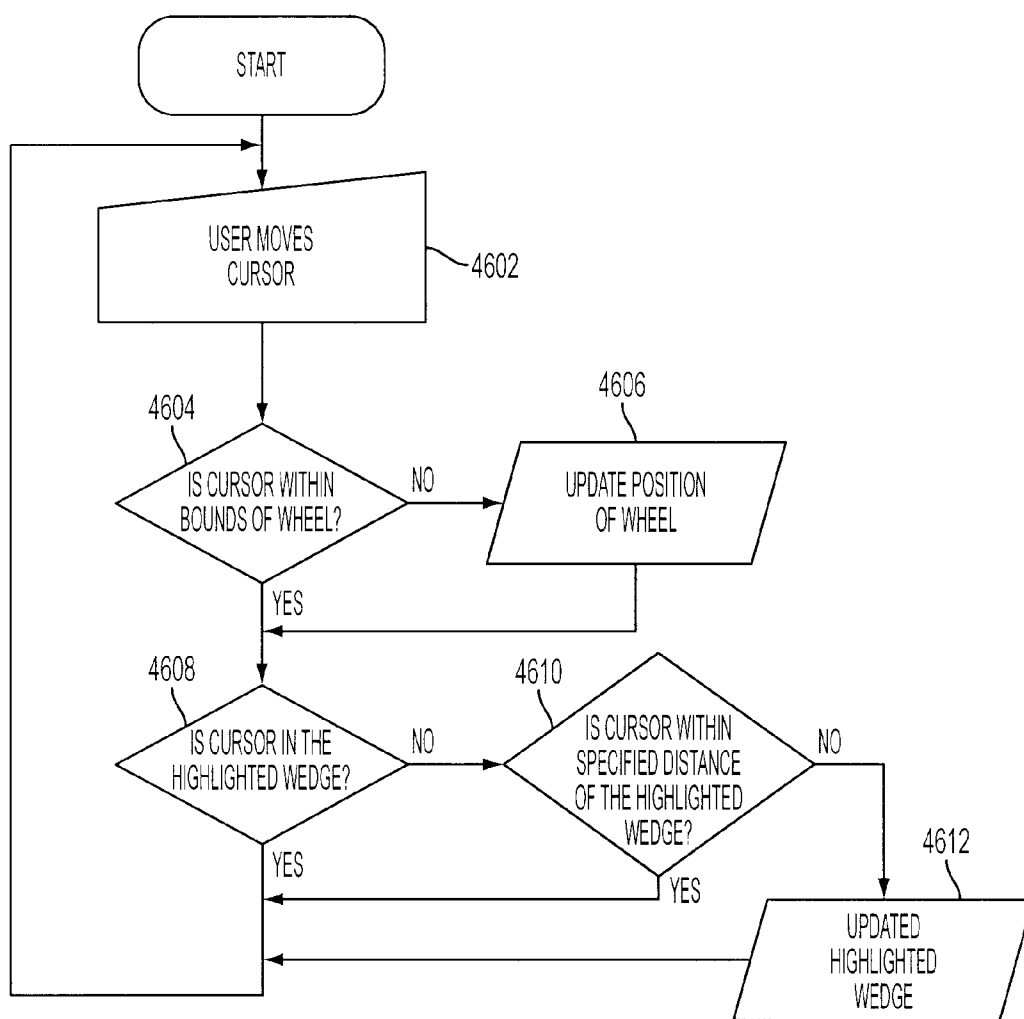 START
USER MOVES
CURSOR
4602
4604
IS CURSOR WITHIN
BOUNDS OF WHEEL?
NO
4606
UPDATE POSITION
OF WHEEL
YES
4608
IS CURSOR IN THE
HIGHLIGHTED WEDGE?
NO
4610
IS CURSOR WITHIN
SPECIFIED DISTANCE
OF THE HIGHLIGHTED
WEDGE?
NO
YES
YES
4612
UPDATED
HIGHLIGHTED
WEDGE